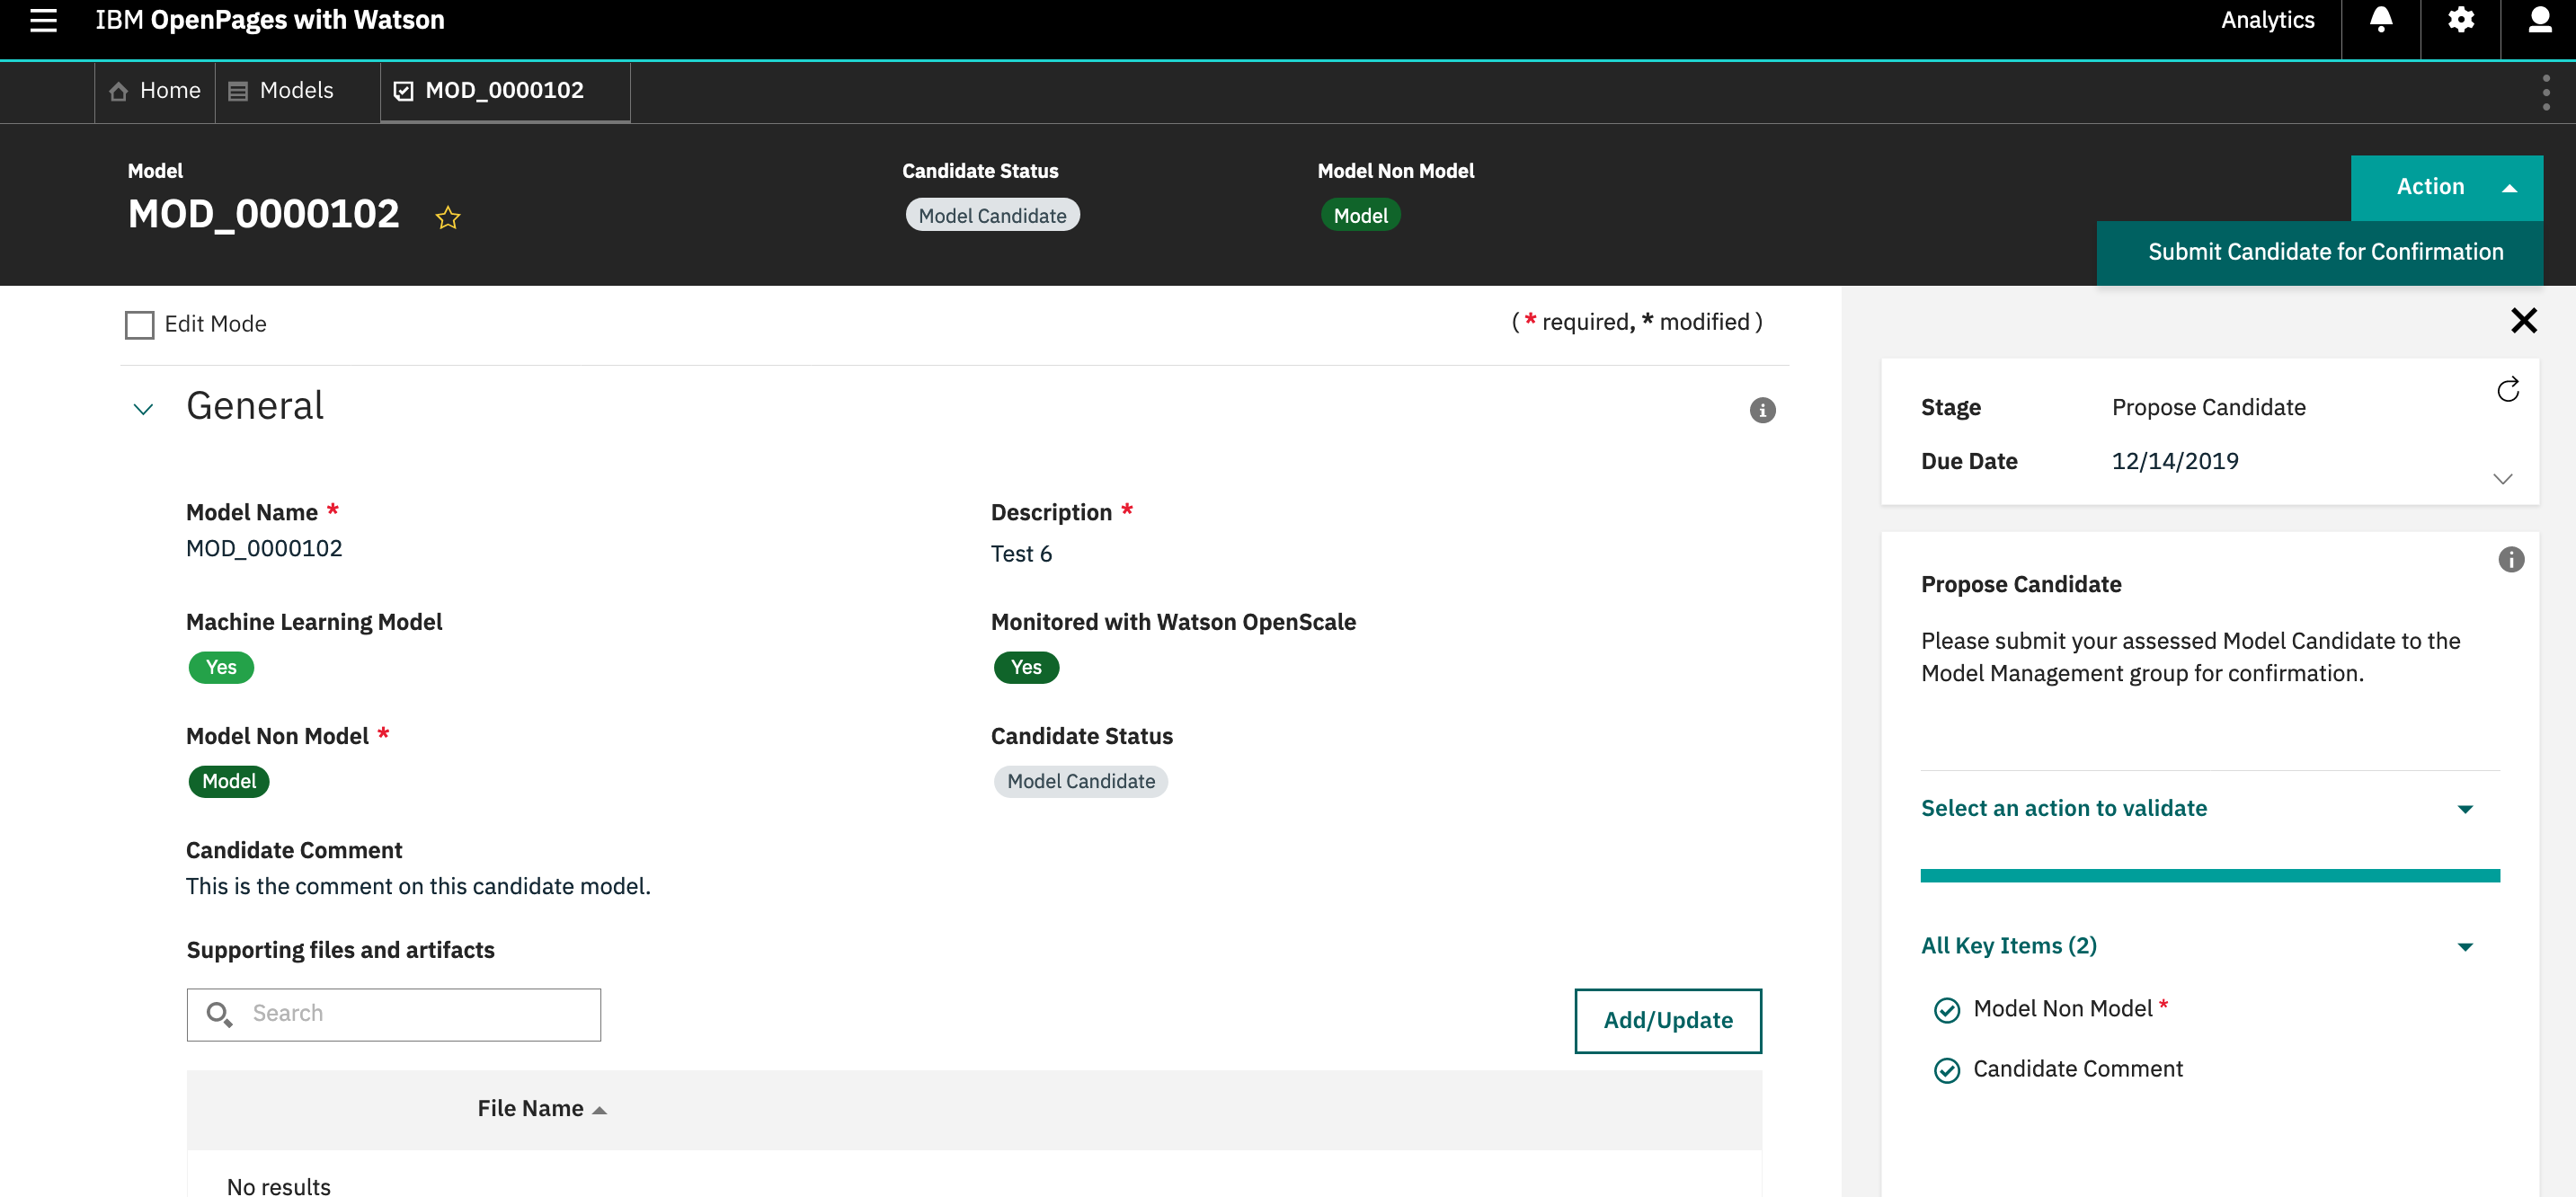 IBM OpenPages with Watson
Analytics
Home
Models
MOD_0000102
Model
MOD_0000102
Candidate Status
Model Candidate
Model Non Model
Model
Action
Submit Candidate for Confirmation
Edit Mode
( * required, * modified )
General
Model Name *
MOD_0000102
Description *
Test 6
Machine Learning Model
Yes
Monitored with Watson OpenScale
Yes
Model Non Model *
Model
Candidate Status
Model Candidate
Candidate Comment
This is the comment on this candidate model.
Supporting files and artifacts
Search
Add/Update
File Name
No results
Stage Propose Candidate
Due Date 12/14/2019
Propose Candidate
Please submit your assessed Model Candidate to the
Model Management group for confirmation.
Select an action to validate
All Key Items (2)
Model Non Model *
Candidate Comment